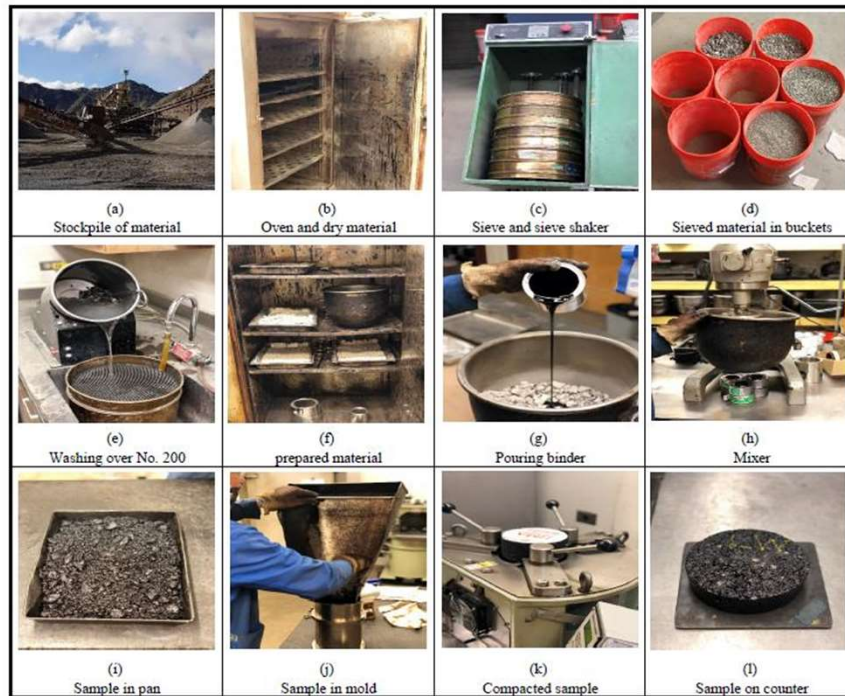 (a)
Stockpile of material
(b)
Oven and dry material
(c)
Sieve and sieve shaker
(d)
Sieved material in buckets
(e)
Washing over No. 200
(f)
prepared material
(g)
Pouring binder
(h)
Mixer
(i)
Sample in pan
(j)
Sample in mold
(k)
Compacted sample
(l)
Sample on counter